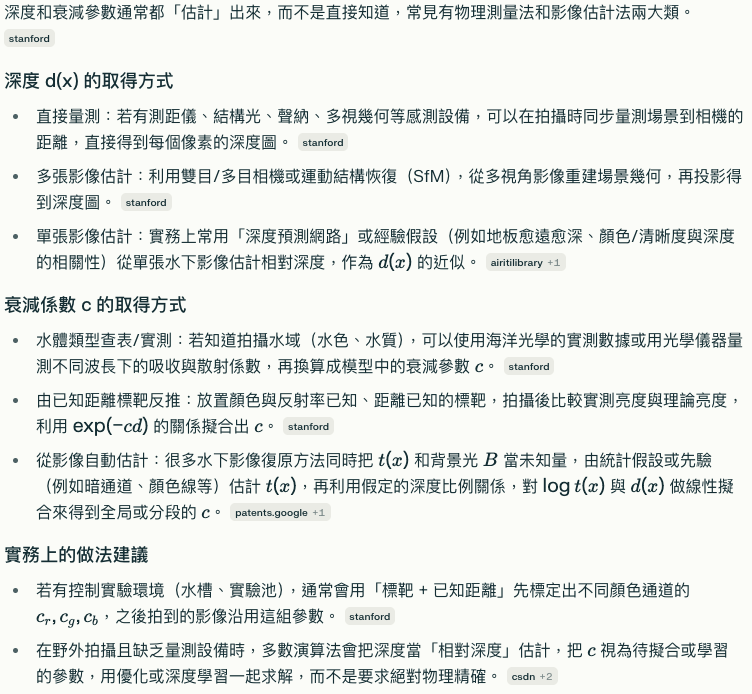 深度和衰減參數通常都「估計」出來，而不是直接知道，常見有物理測量法和影像估計法兩大類。
stanford
深度 d(x) 的取得方式
• 直接量測：若有測距儀、結構光、聲納、多視幾何等感測設備，可以在拍攝時同步量測場景到相機的
距離，直接得到每個像素的深度圖。 stanford
• 多張影像估計：利用雙目/多目相機或運動結構恢復（SfM），從多視角影像重建場景幾何，再投影得
到深度圖。 stanford
• 單張影像估計：實務上常用「深度預測網路」或經驗假設（例如地板愈遠愈深、顏色/清晰度與深度
的相關性）從單張水下影像估計相對深度，作為 d(x) 的近似。 airitilibrary +1
衰減係數 c 的取得方式
• 水體類型查表/實測：若知道拍攝水域（水色、水質），可以使用海洋光學的實測數據或用光學儀器量
測不同波長下的吸收與散射係數，再換算成模型中的衰減參數 c。 stanford
• 由已知距離標靶反推：放置顏色與反射率已知、距離已知的標靶，拍攝後比較實測亮度與理論亮度，
利用 exp(−cd) 的關係擬合出 c。 stanford
• 從影像自動估計：很多水下影像復原方法同時把 t(x) 和背景光 B 當未知量，由統計假設或先驗
（例如暗通道、顏色線等）估計 t(x)，再利用假定的深度比例關係，對 log t(x) 與 d(x) 做線性擬
合來得到全局或分段的 c。 patents.google +1
實務上的做法建議
• 若有控制實驗環境（水槽、實驗池），通常會用「標靶 + 已知距離」先標定出不同顏色通道的
c_r, c_g, c_b，之後拍到的影像沿用這組參數。 stanford
• 在野外拍攝且缺乏量測設備時，多數演算法會把深度當「相對深度」估計，把 c 視為待擬合或學習
的參數，用優化或深度學習一起求解，而不是要求絕對物理精確。 csdn +2